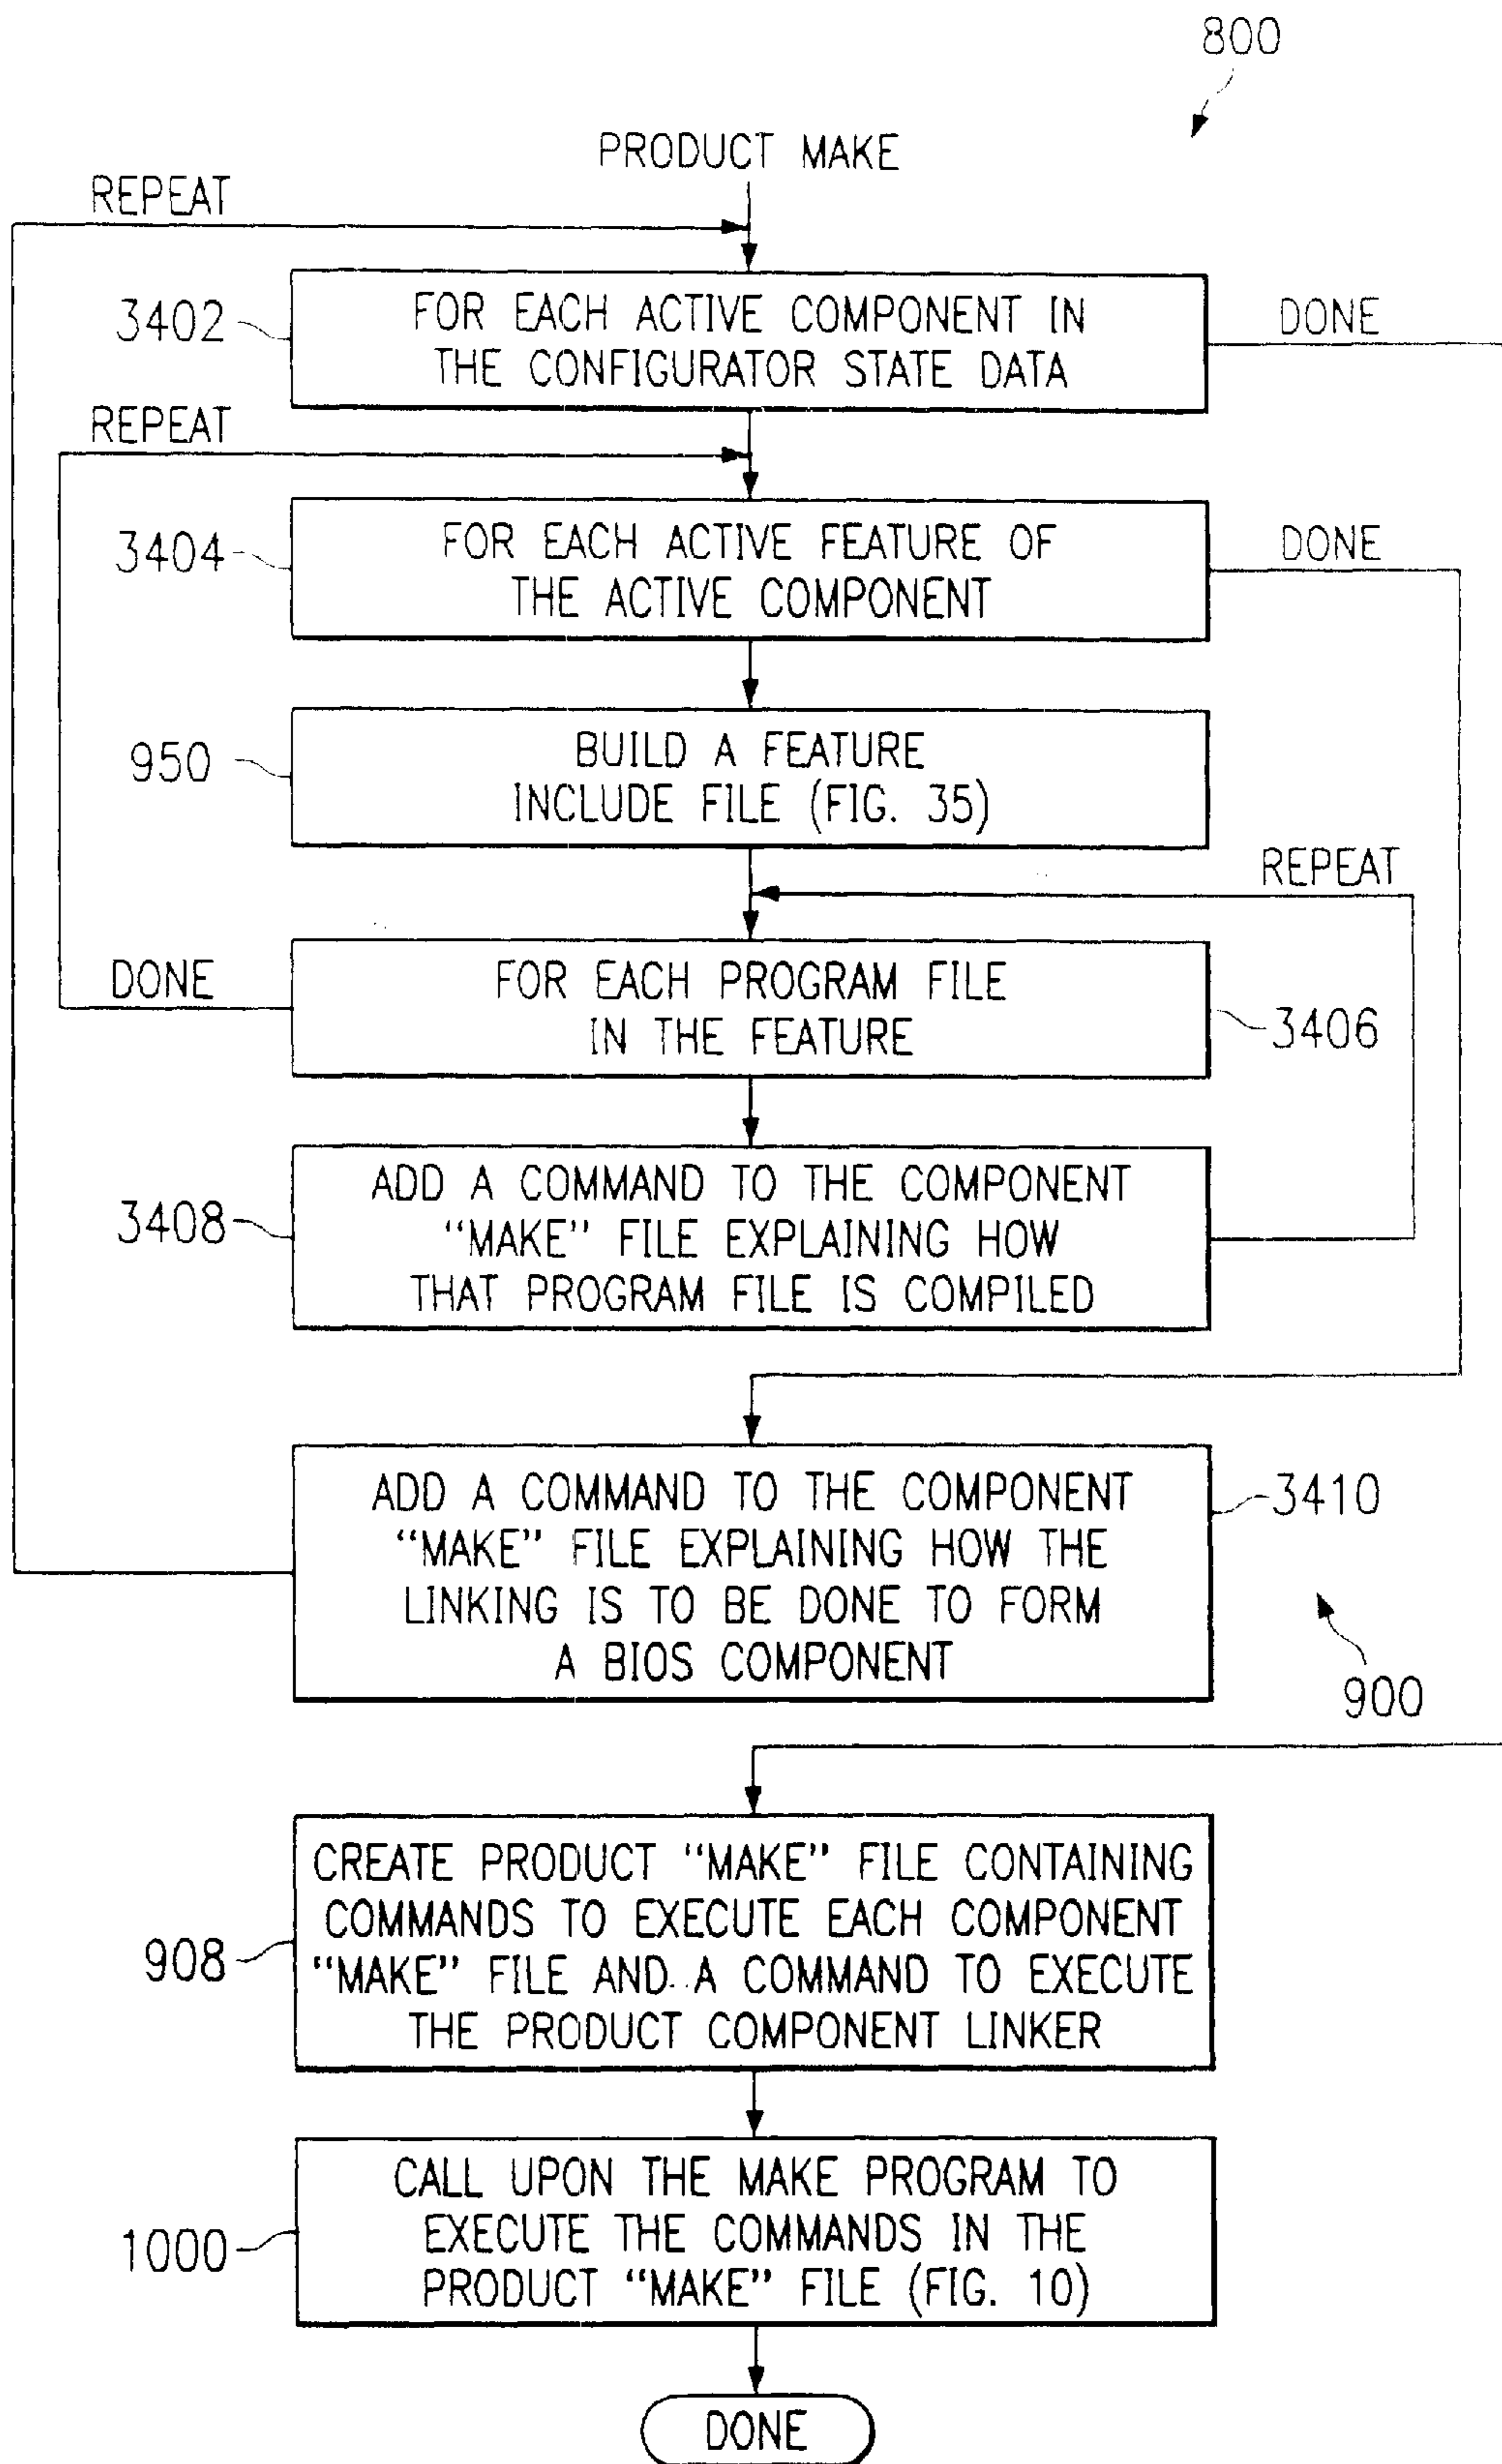 800
PRODUCT MAKE
REPEAT
3402
FOR EACH ACTIVE COMPONENT IN
THE CONFIGURATOR STATE DATA
DONE
REPEAT
3404
FOR EACH ACTIVE FEATURE OF
THE ACTIVE COMPONENT
DONE
950
BUILD A FEATURE
INCLUDE FILE (FIG. 35)
REPEAT
DONE
FOR EACH PROGRAM FILE
IN THE FEATURE
3406
3408
ADD A COMMAND TO THE COMPONENT
“MAKE” FILE EXPLAINING HOW
THAT PROGRAM FILE IS COMPILED
ADD A COMMAND TO THE COMPONENT
“MAKE” FILE EXPLAINING HOW THE
LINKING IS TO BE DONE TO FORM
A BIOS COMPONENT
3410
900
908
CREATE PRODUCT “MAKE” FILE CONTAINING
COMMANDS TO EXECUTE EACH COMPONENT
“MAKE” FILE AND A COMMAND TO EXECUTE
THE PRODUCT COMPONENT LINKER
1000
CALL UPON THE MAKE PROGRAM TO
EXECUTE THE COMMANDS IN THE
PRODUCT “MAKE” FILE (FIG. 10)
DONE